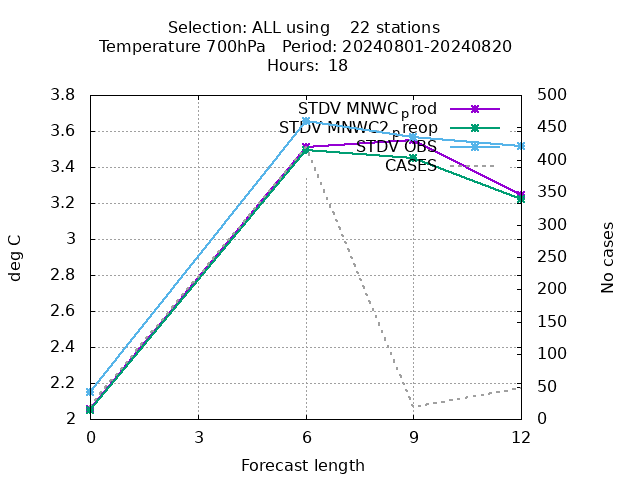 Selection: ALL using    22 stations
Temperature 700hPa   Period: 20240801-20240820
Hours:  18
STDV MNWC_prod
STDV MNWC2_preop
STDV OBS
CASES
3.8
3.6
3.4
3.2
3
2.8
2.6
2.4
2.2
2
500
450
400
350
300
250
200
150
100
50
0
deg C
No cases
0
3
6
9
12
Forecast length